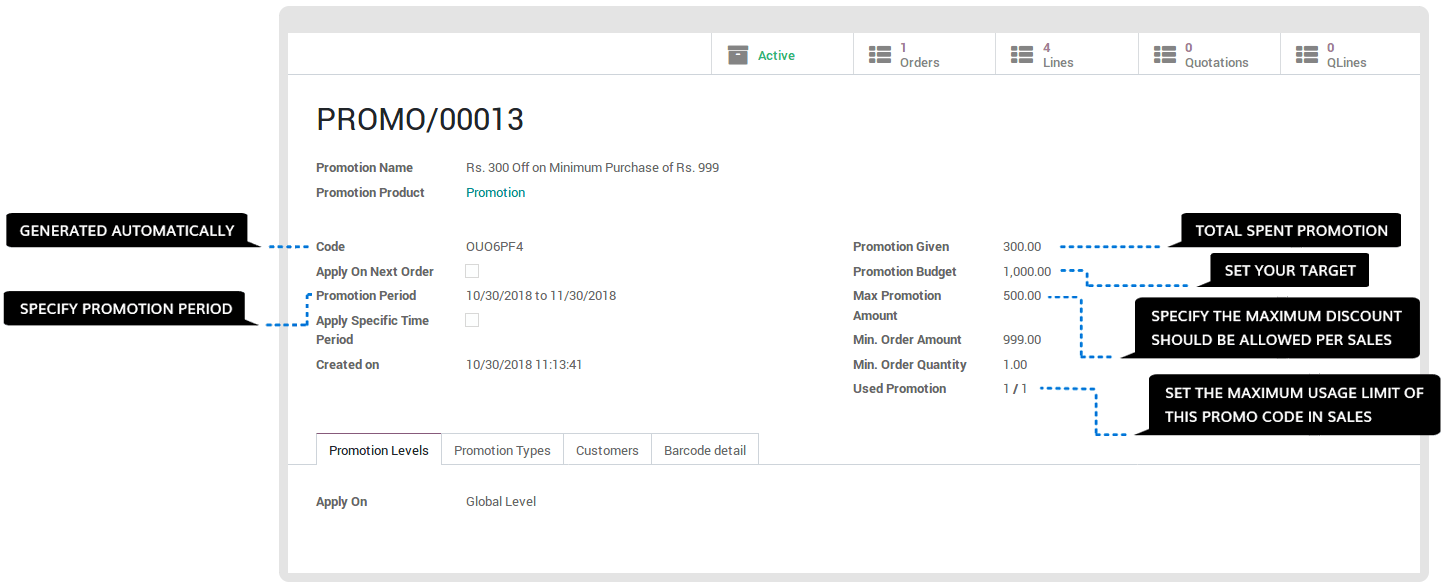 Active
1
Orders
4
Lines
0
Quotations
0
QLines
PROMO/00013
Promotion Name Rs. 300 Off on Minimum Purchase of Rs. 999
Promotion Product Promotion
GENERATED AUTOMATICALLY
Code OUO6PF4
Apply On Next Order
SPECIFY PROMOTION PERIOD
Promotion Period 10/30/2018 to 11/30/2018
Apply Specific Time
Period
Created on 10/30/2018 11:13:41
Promotion Given 300.00
TOTAL SPENT PROMOTION
Promotion Budget 1,000.00
SET YOUR TARGET
Max Promotion 500.00
Amount
SPECIFY THE MAXIMUM DISCOUNT
SHOULD BE ALLOWED PER SALES
Min. Order Amount 999.00
Min. Order Quantity 1.00
Used Promotion 1 / 1
SET THE MAXIMUM USAGE LIMIT OF
THIS PROMO CODE IN SALES
Promotion Levels Promotion Types Customers Barcode detail
Apply On Global Level